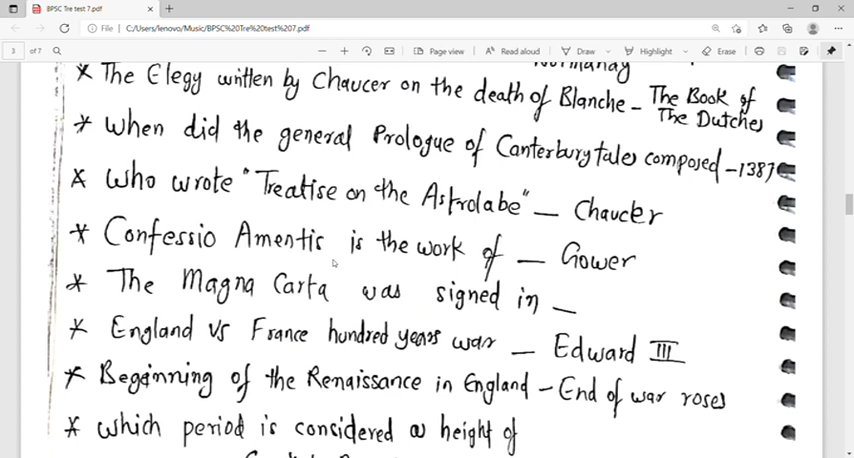 BPSC Tre test 7.pdf
File C:/Users/lenovo/Music/BPSC%20Tre%20test%207.pdf
3 of 7 Page view Read aloud Draw Highlight Erase
* The Elegy written by Chaucer on the death of Blanche - The Book of
The Dutches
* When did the general Prologue of Canterbury tales composed - 1387
* Who wrote "Treatise on the Astrolabe" - Chaucer
* Confessio Amentis is the work of - Gower
* The Magna Carta was signed in -
* England vs France hundred years war - Edward III
* Beginning of the Renaissance in England - End of war roses
* Which period is considered a height of